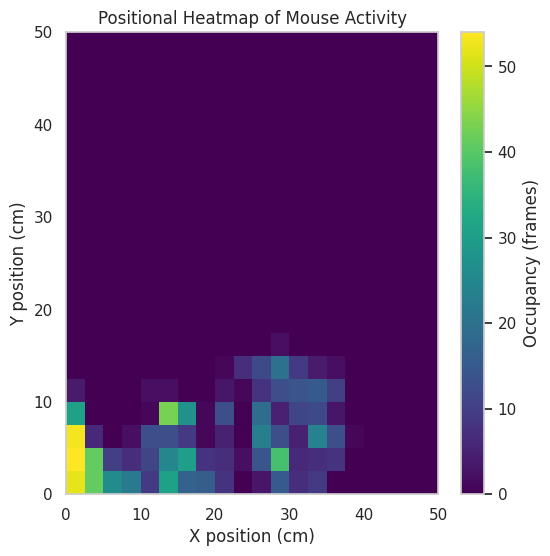 Positional Heatmap of Mouse Activity
50
40
30
20
10
0
Y position (cm)
0 10 20 30 40 50
X position (cm)
50
40
30
20
10
0
Occupancy (frames)